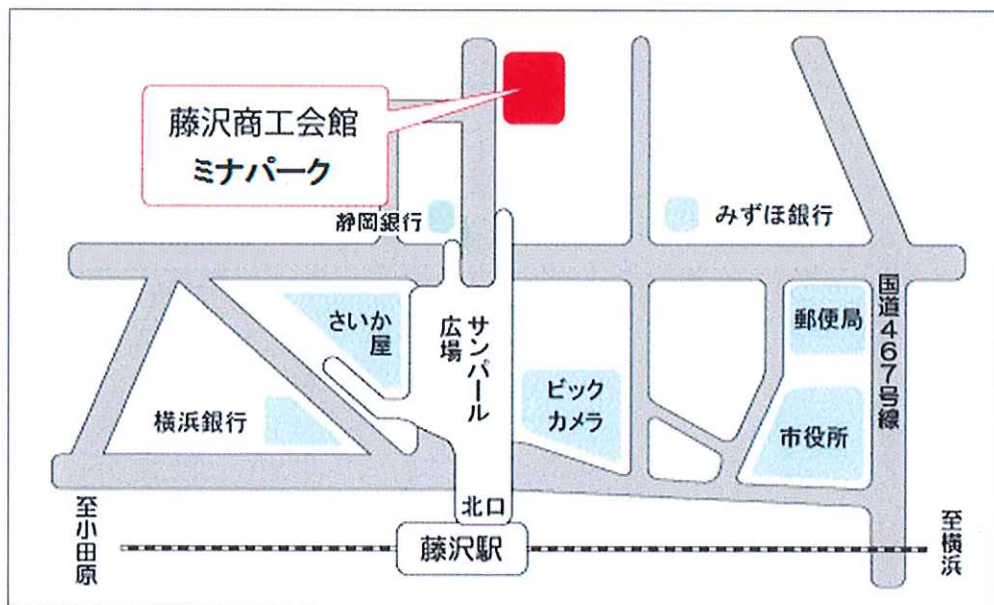 藤沢商工会館
ミナパーク
静岡銀行
みずほ銀行
さいか
屋
サンパール
広場
郵便局
国道467号線
横浜銀行
ビック
カメラ
市役所
北口
至小田原
藤沢駅
至横浜